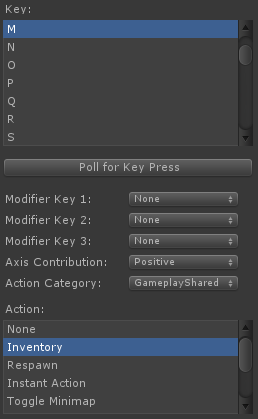 Key:
M
N
O
P
Q
R
S
Poll for Key Press
Modifier Key 1: None
Modifier Key 2: None
Modifier Key 3: None
Axis Contribution: Positive
Action Category: GameplayShared
Action:
None
Inventory
Respawn
Instant Action
Toggle Minimap